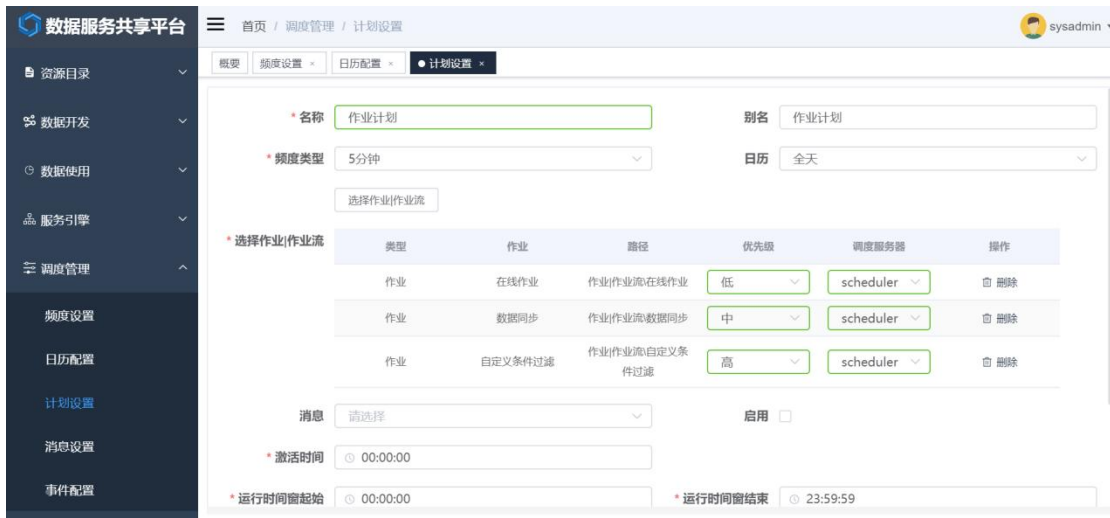 数据服务共享平台
首页 / 调度管理 / 计划设置
sysadmin
概要 频度设置 × 日历配置 × ● 计划设置 ×
资源目录
数据开发
数据使用
服务引擎
调度管理
频度设置
日历配置
计划设置
消息设置
事件配置
* 名称 作业计划 别名 作业计划
* 频度类型 5分钟 日历 全天
选择作业|作业流
* 选择作业|作业流
类型 作业 路径 优先级 调度服务器 操作
作业 在线作业 作业|作业流\在线作业 低 scheduler 删除
作业 数据同步 作业|作业流\数据同步 中 scheduler 删除
作业 自定义条件过滤 作业|作业流\自定义条
件过滤 高 scheduler 删除
消息 请选择 启用
* 激活时间 00:00:00
* 运行时间窗起始 00:00:00 * 运行时间窗结束 23:59:59